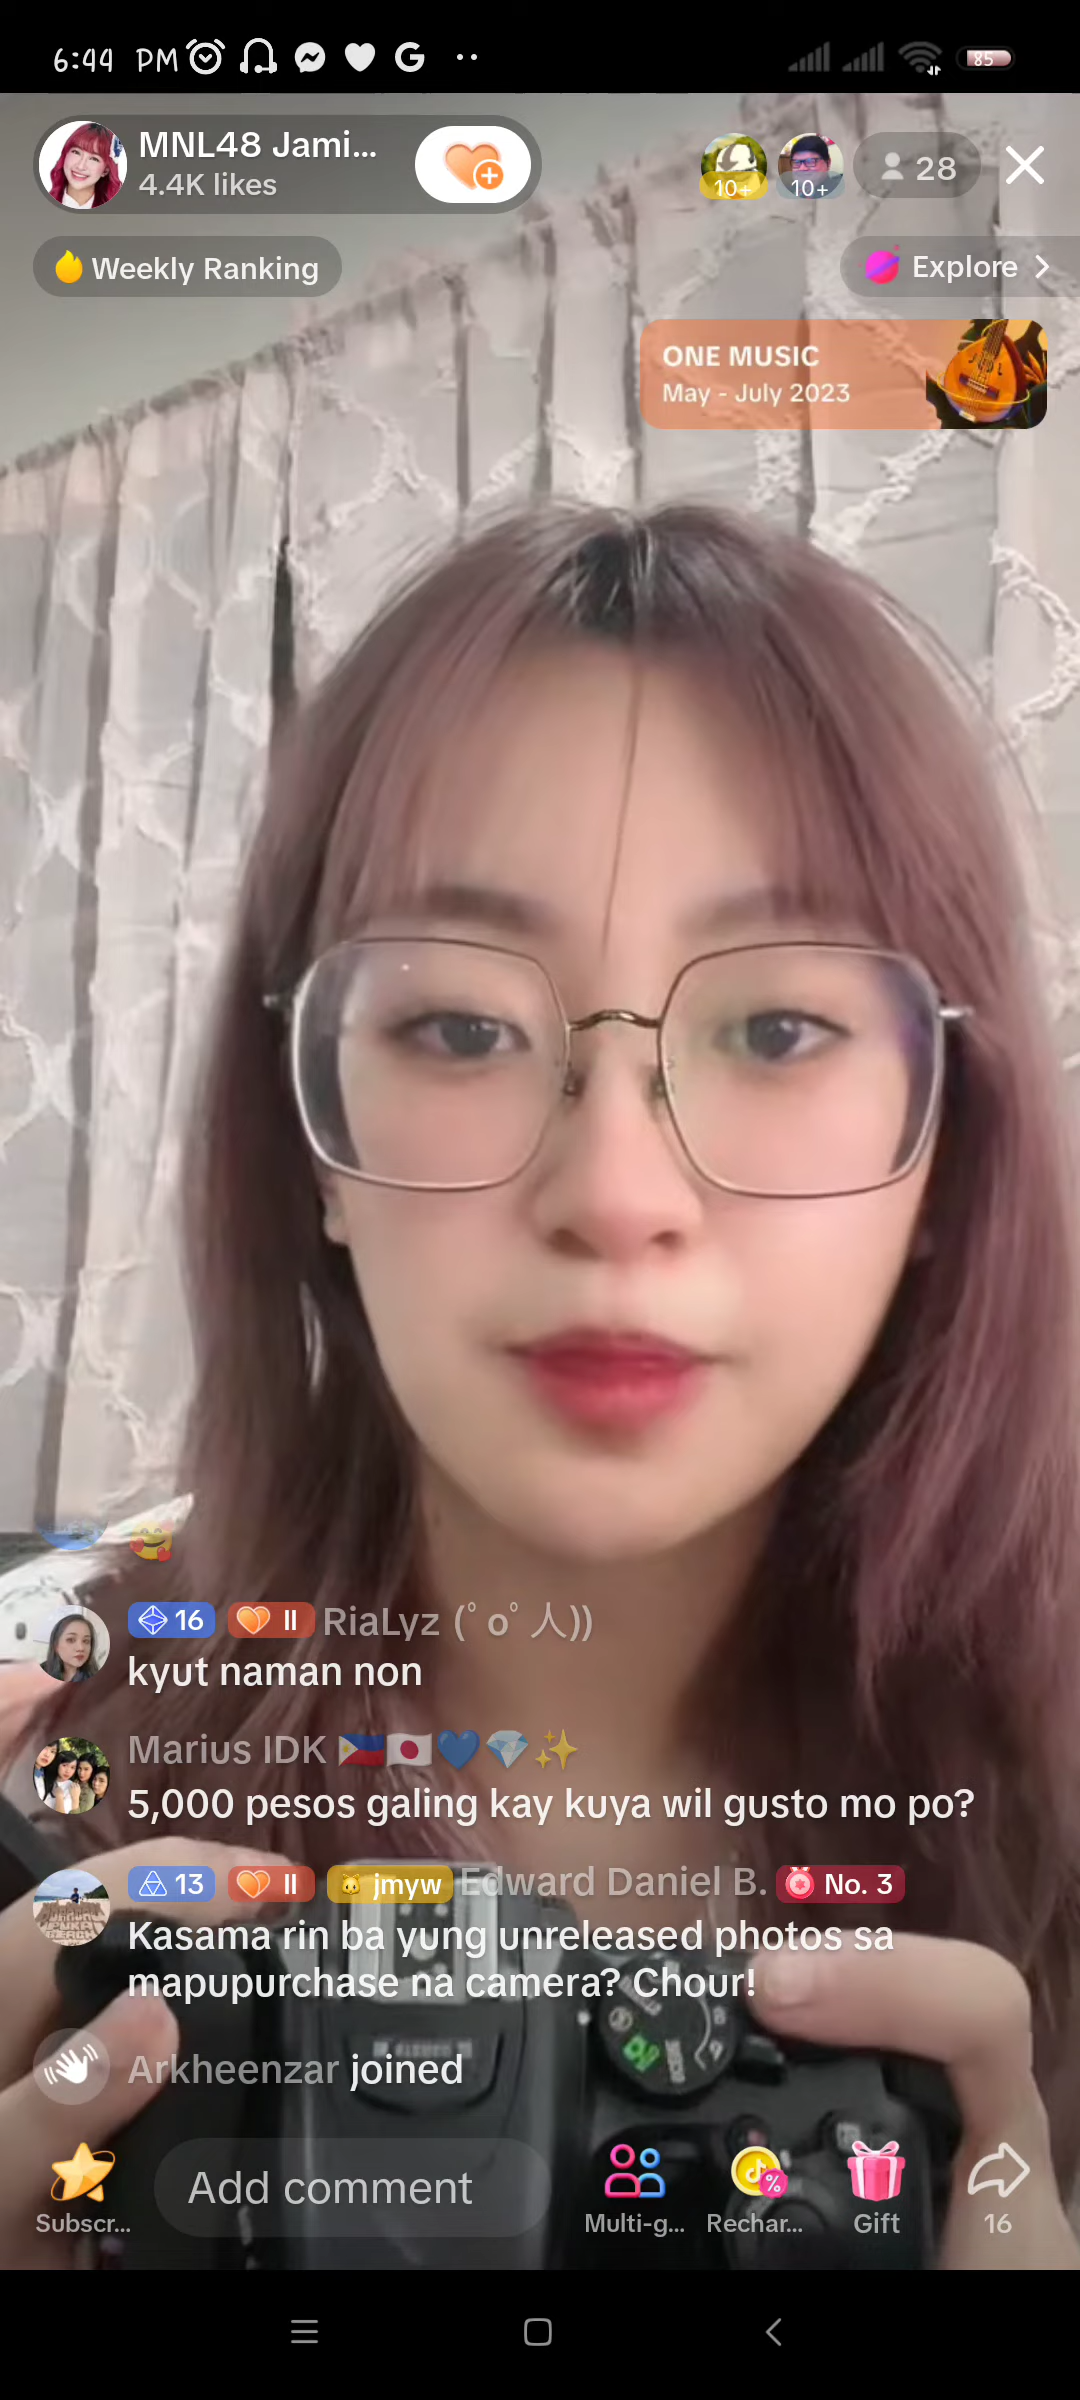 6:44 PM
85
MNL48 Jami...
4.4K likes
10+
10+
28
Weekly Ranking
Explore
ONE MUSIC
May - July 2023
16 II RiaLyz (ﾟoﾟ人))
kyut naman non
Marius IDK 🇵🇭🇯🇵💙💎✨
5,000 pesos galing kay kuya wil gusto mo po?
13 II jmyw Edward Daniel B. No. 3
Kasama rin ba yung unreleased photos sa
mapupurchase na camera? Chour!
Arkheenzar joined
Add comment
Subscr...
Multi-g...
Rechar...
Gift
16